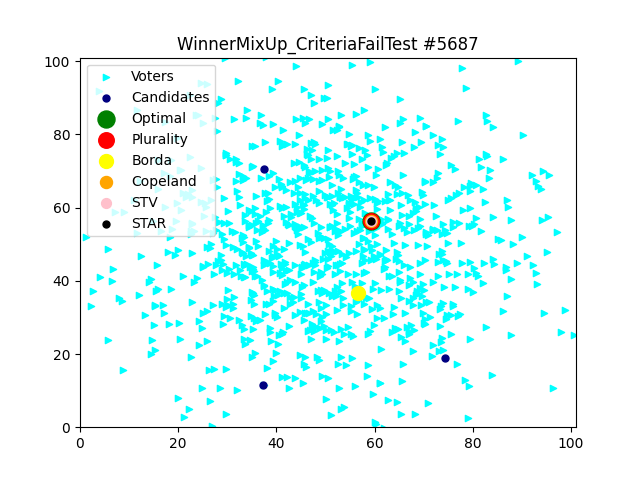 WinnerMixUp_CriteriaFailTest #5687
100
80
60
40
20
0
Voters
Candidates
Optimal
Plurality
Borda
Copeland
STV
STAR
0 20 40 60 80 100